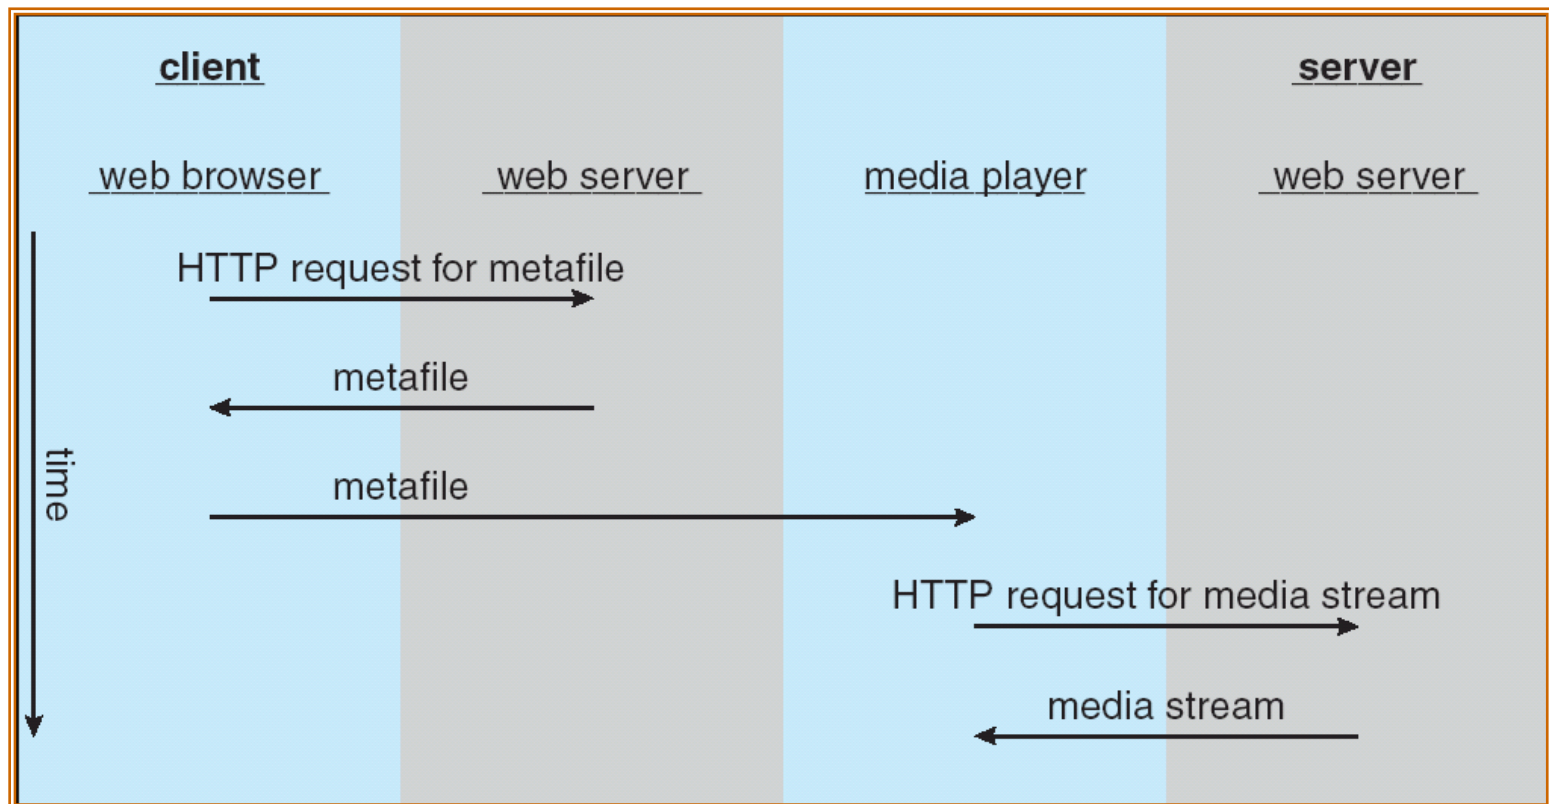 client
server
web browser
web server
media player
web server
HTTP request for metafile
metafile
time
metafile
HTTP request for media stream
media stream